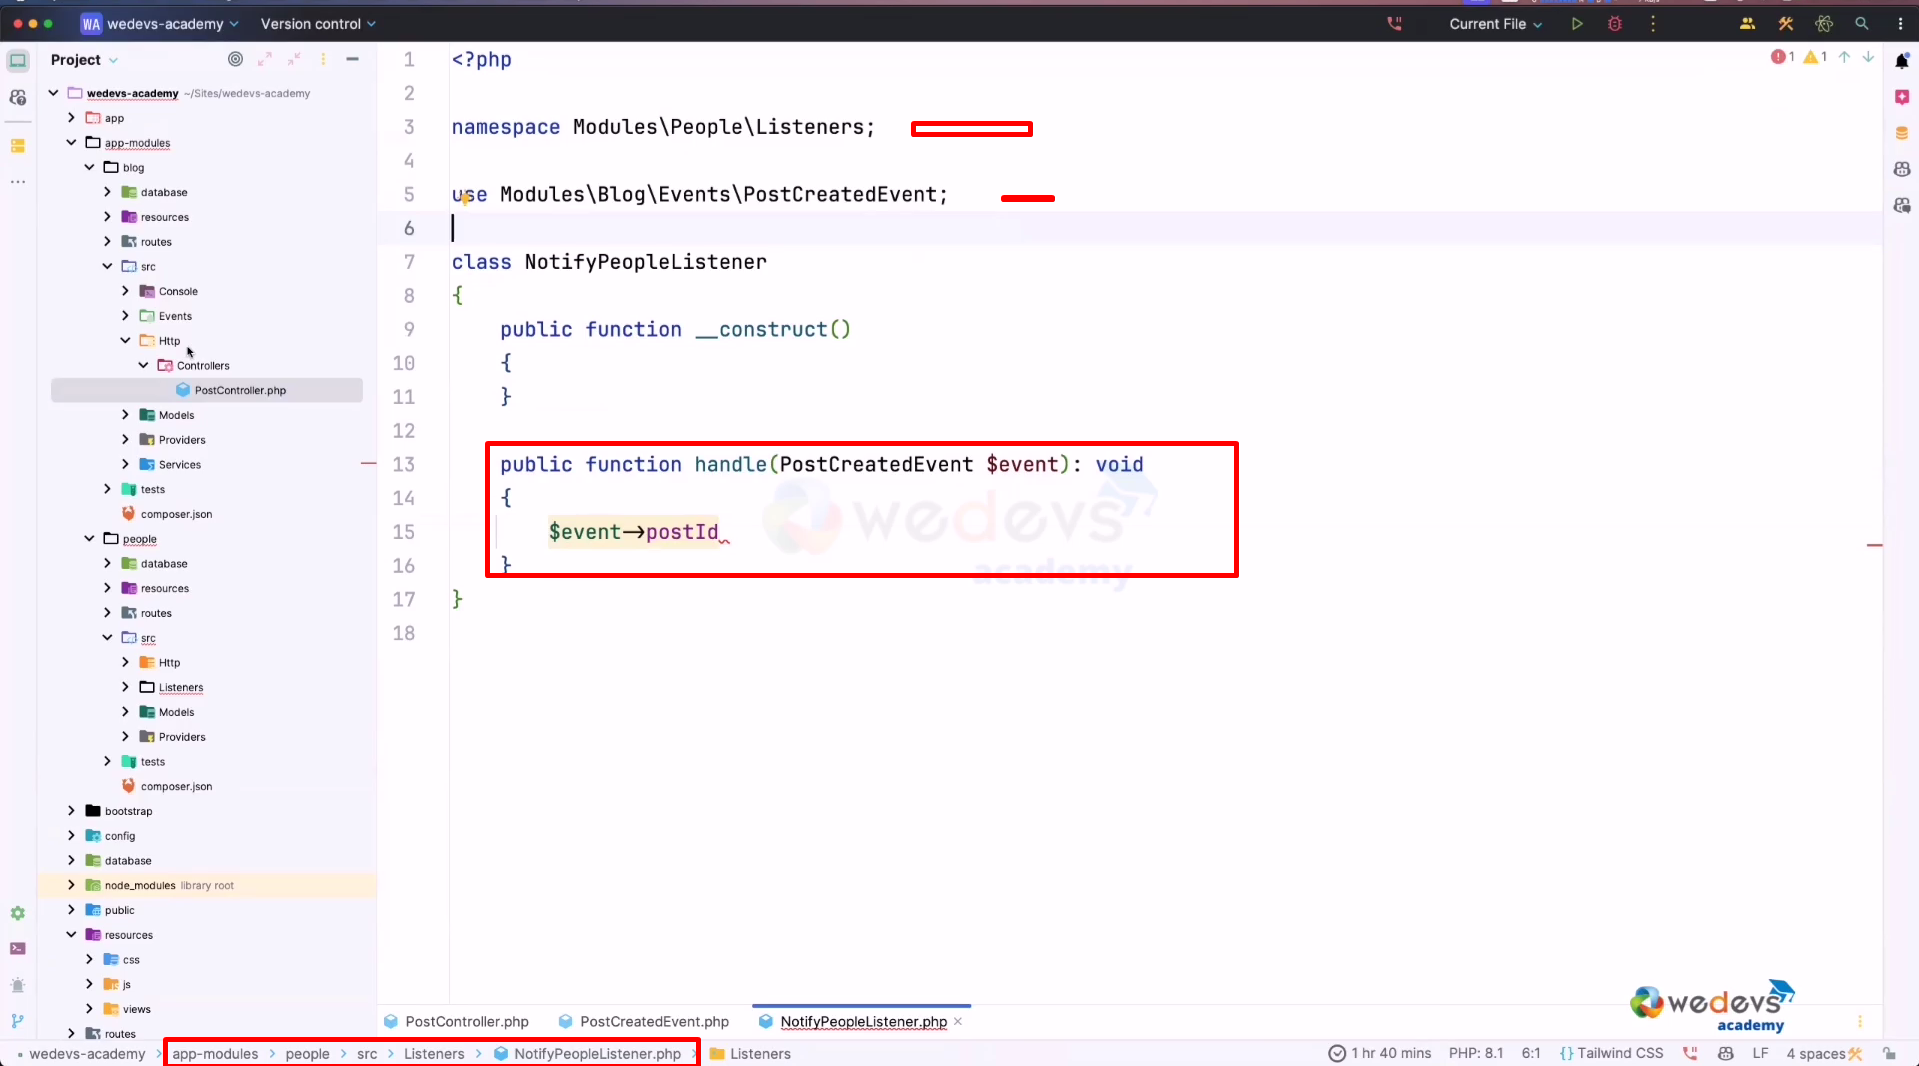 WA wedevs-academy Version control Current File
Project
wedevs-academy ~/Sites/wedevs-academy
app
app-modules
blog
database
resources
routes
src
Console
Events
Http
Controllers
PostController.php
Models
Providers
Services
tests
composer.json
people
database
resources
routes
src
Http
Listeners
Models
Providers
tests
composer.json
bootstrap
config
database
node_modules library root
public
resources
css
js
views
routes
1 1
1 <?php
2
3 namespace Modules\People\Listeners;
4
5 use Modules\Blog\Events\PostCreatedEvent;
6
7 class NotifyPeopleListener
8 {
9 public function __construct()
10 {
11 }
12
13 public function handle(PostCreatedEvent $event): void
14 {
15 $event->postId
16 }
17 }
18
wedevs
academy
wedevs
academy
PostController.php PostCreatedEvent.php NotifyPeopleListener.php
wedevs-academy > app-modules > people > src > Listeners > NotifyPeopleListener.php > Listeners 1 hr 40 mins PHP: 8.1 6:1 {} Tailwind CSS LF 4 spaces